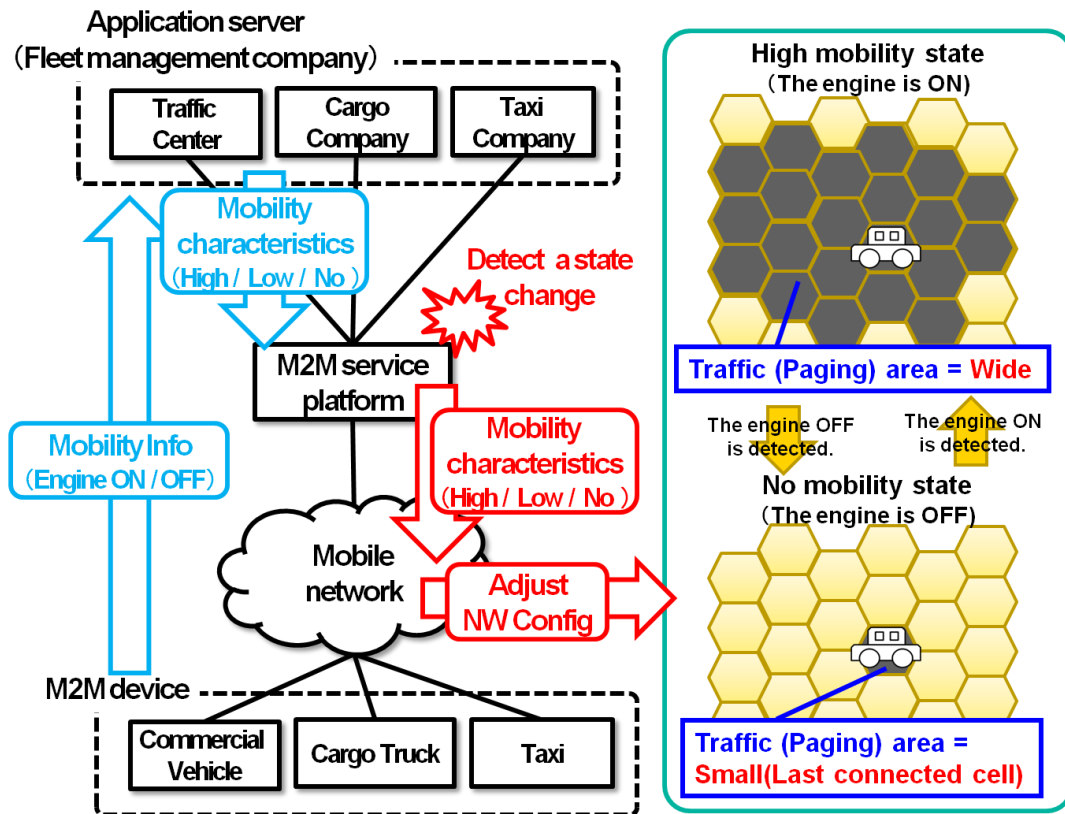 Application server
（Fleet management company）
Traffic
Center
Cargo
Company
Taxi
Company
Mobility
characteristics
（High / Low / No）
Detect a state
change
M2M service
platform
Mobility Info
（Engine ON / OFF）
Mobility
characteristics
（High / Low / No）
Mobile
network
Adjust
NW Config
M2M device
Commercial
Vehicle
Cargo Truck
Taxi
High mobility state
（The engine is ON)
Traffic (Paging) area = Wide
The engine OFF
is detected.
The engine ON
is detected.
No mobility state
（The engine is OFF)
Traffic (Paging) area =
Small(Last connected cell)